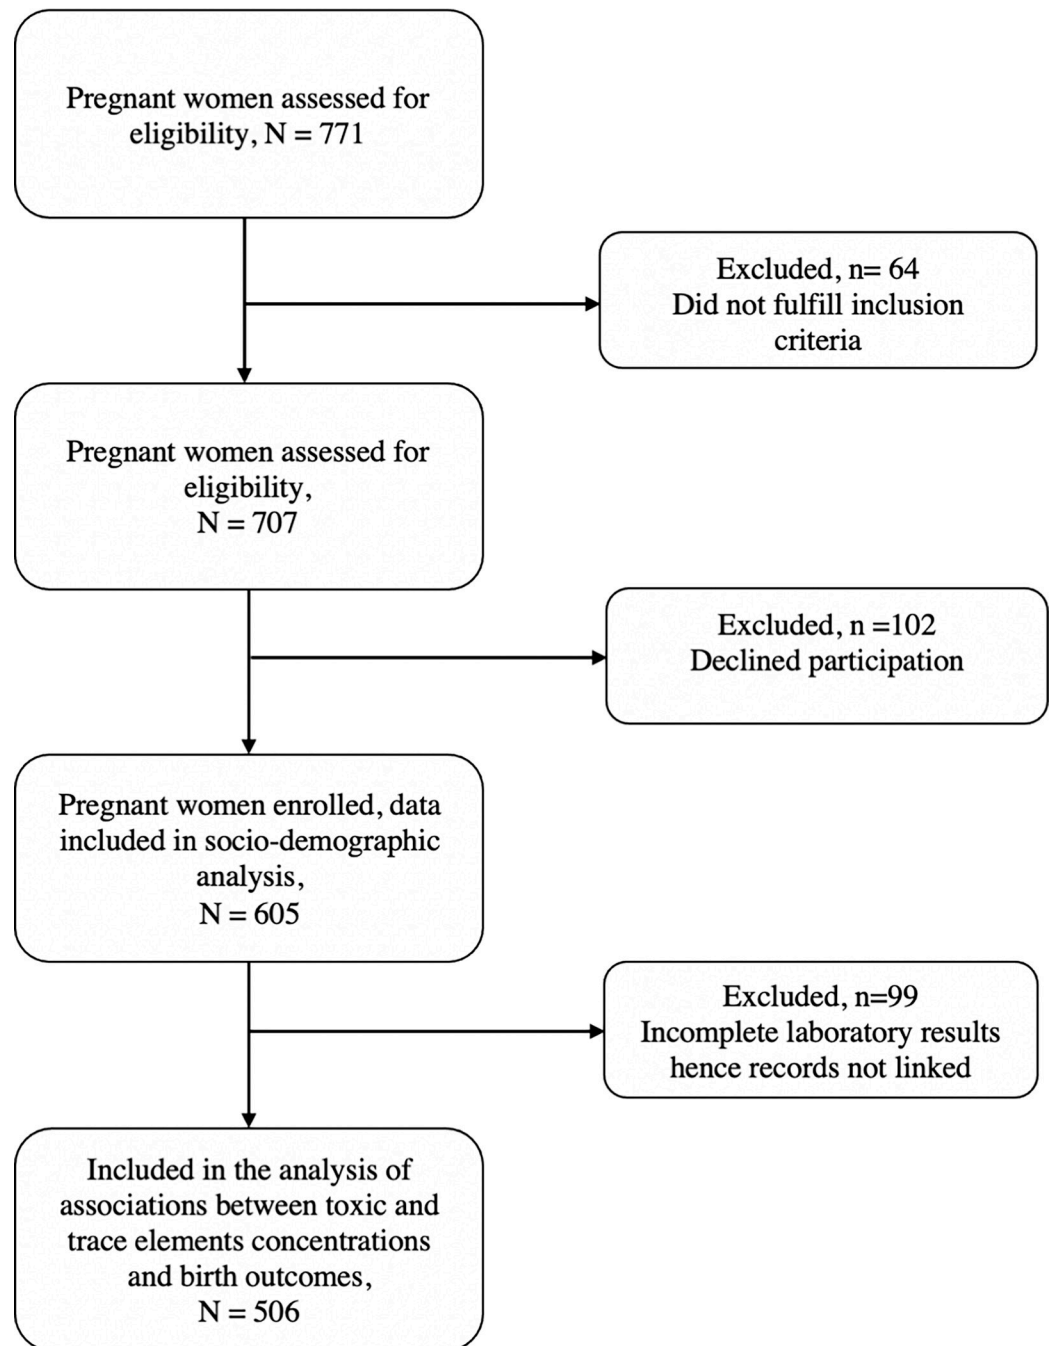 Pregnant women assessed for
eligibility, N = 771
Excluded, n= 64
Did not fulfill inclusion
criteria
Pregnant women assessed for
eligibility,
N = 707
Excluded, n =102
Declined participation
Pregnant women enrolled, data
included in socio-demographic
analysis,
N = 605
Excluded, n=99
Incomplete laboratory results
hence records not linked
Included in the analysis of
associations between toxic and
trace elements concentrations
and birth outcomes,
N = 506